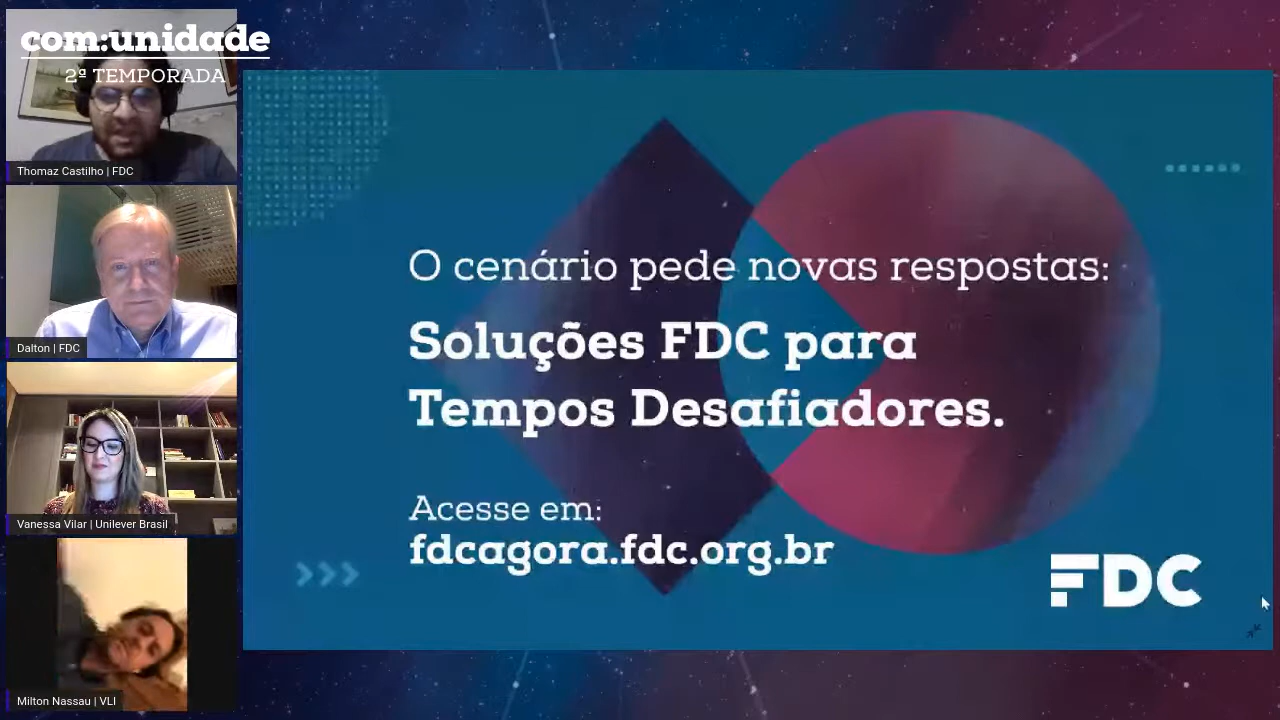 com:unidade
2ª TEMPORADA
Thomaz Castilho | FDC
Dalton | FDC
Vanessa Vilar | Unilever Brasil
Milton Nassau | VLI
O cenário pede novas respostas:
Soluções FDC para
Tempos Desafiadores.
Acesse em:
fdcagora.fdc.org.br
FDC